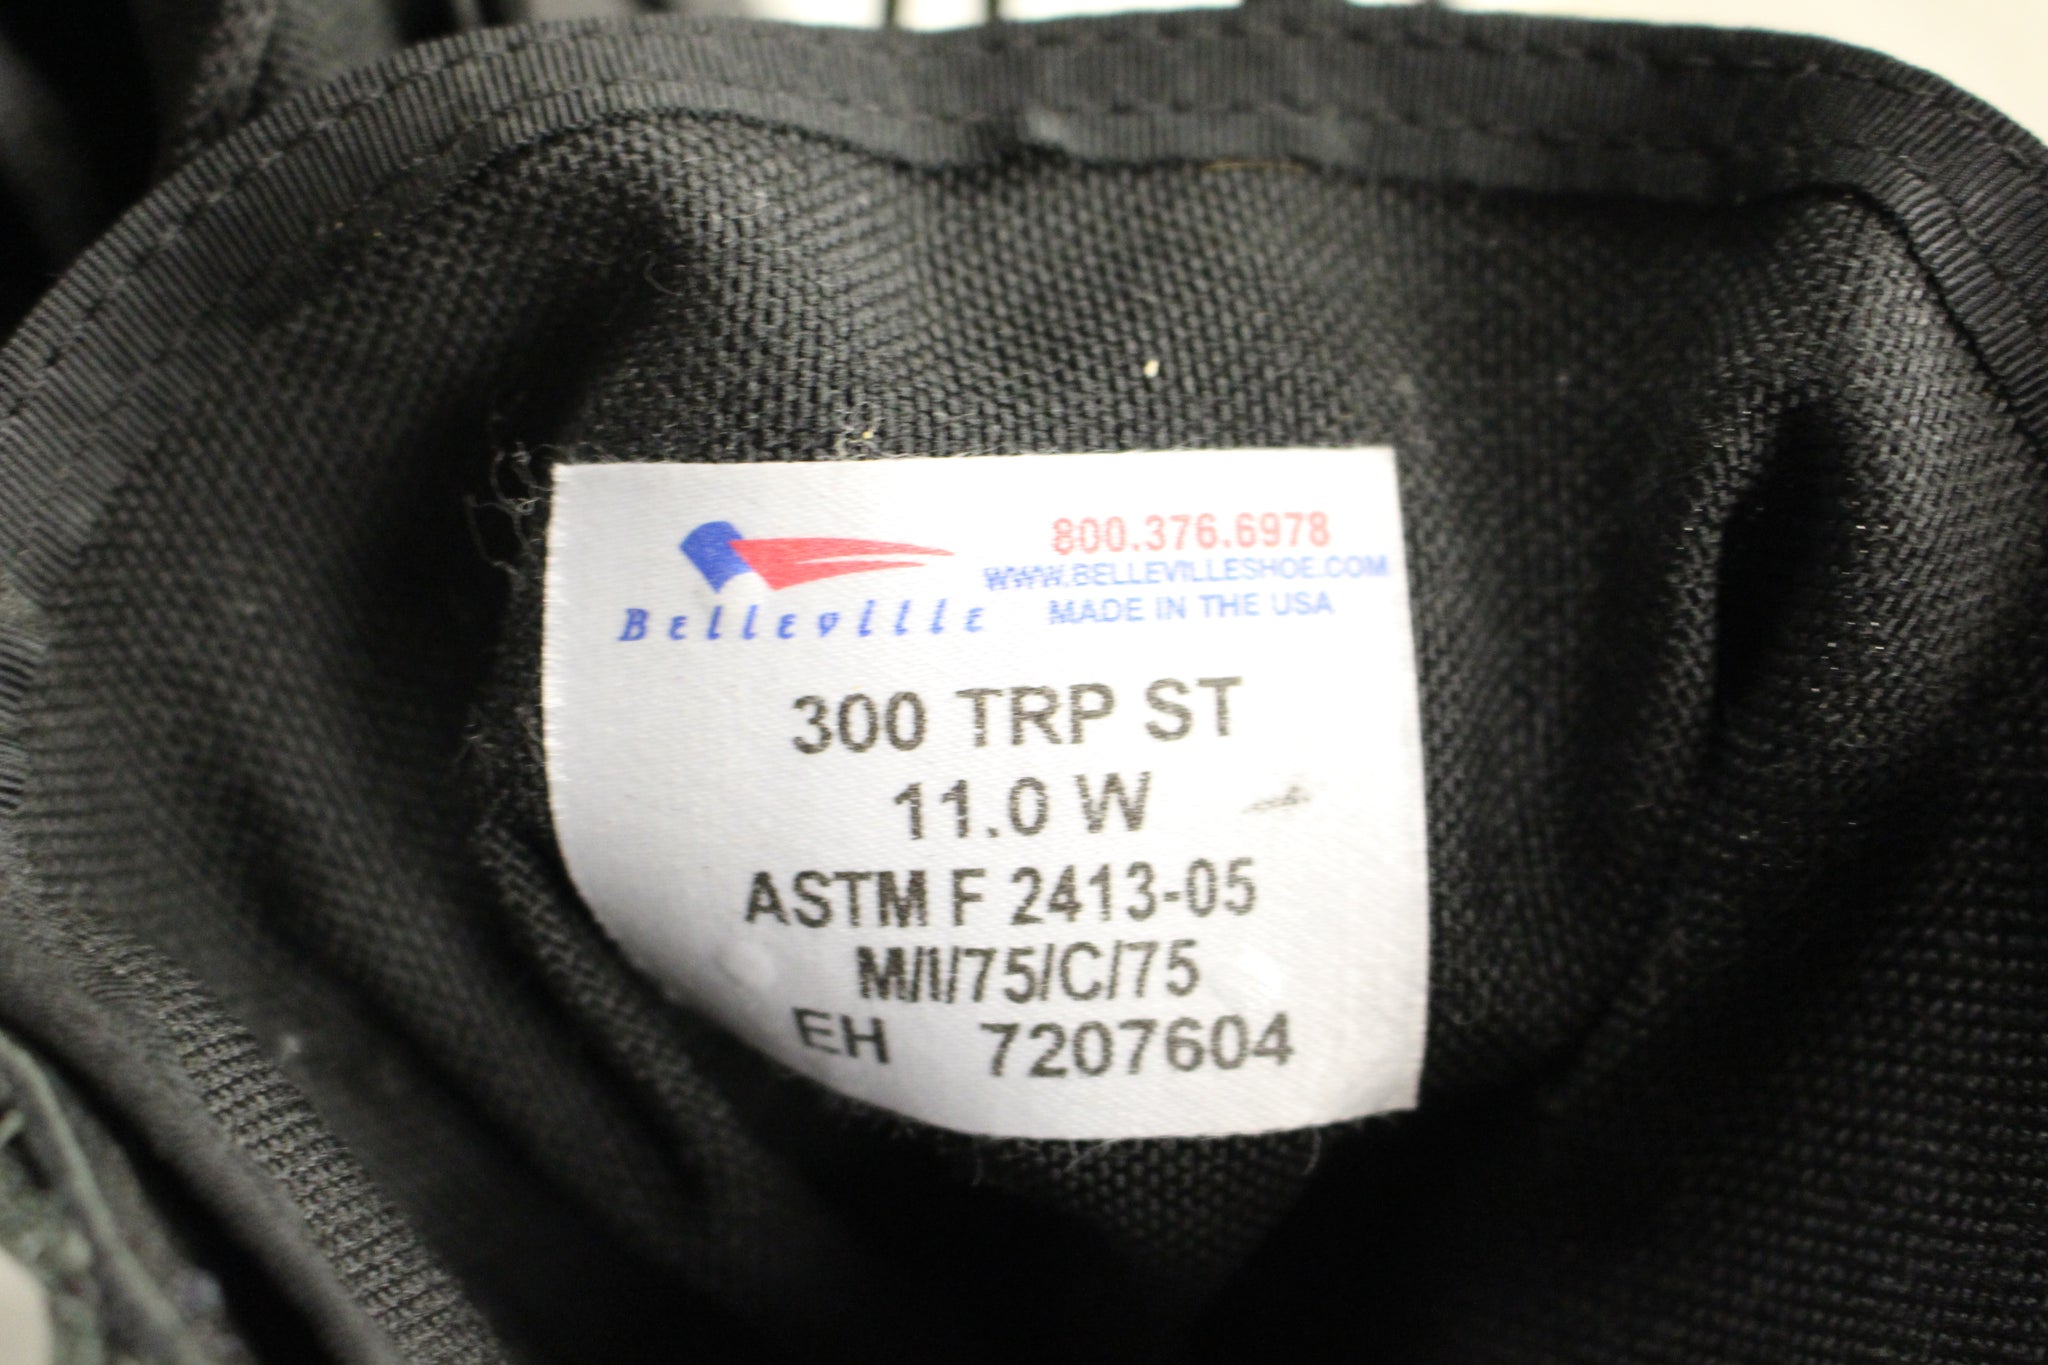 800.376.6978
WWW.BELLEVILLESHOE.COM
Belleville MADE IN THE USA
300 TRP ST
11.0 W
ASTM F 2413-05
M/I/75/C/75
EH 7207604